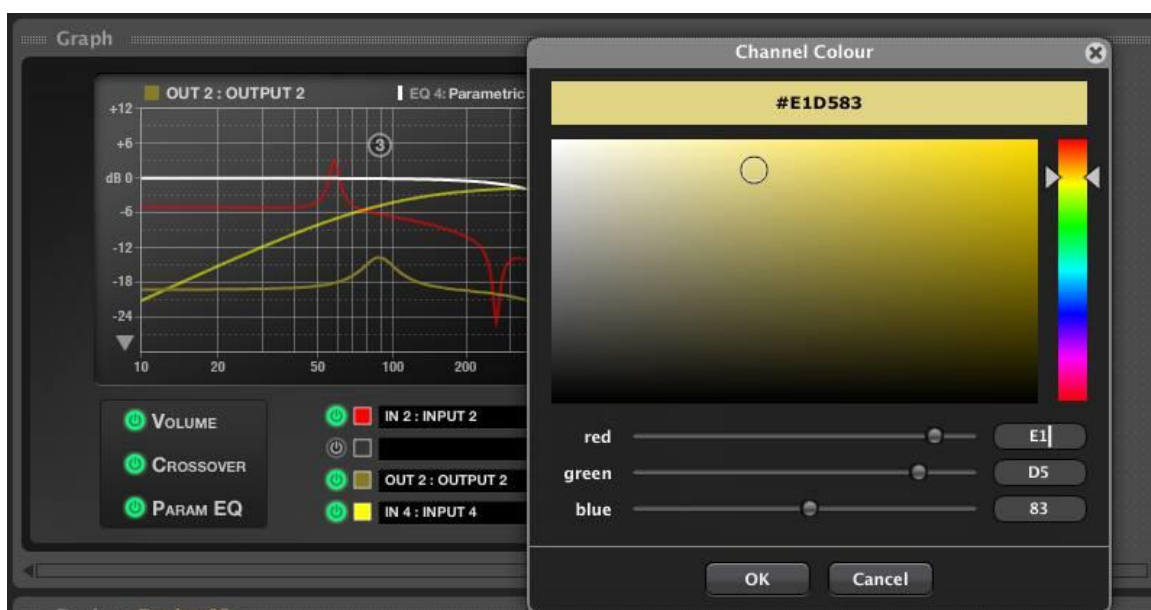 Graph
OUT 2 : OUTPUT 2
EQ 4: Parametric
+12
+6
dB 0
-6
-12
-18
-24
3
10 20 50 100 200
VOLUME
CROSSOVER
PARAM EQ
IN 2 : INPUT 2
OUT 2 : OUTPUT 2
IN 4 : INPUT 4
Channel Colour
#E1D583
red E1
green D5
blue 83
OK Cancel